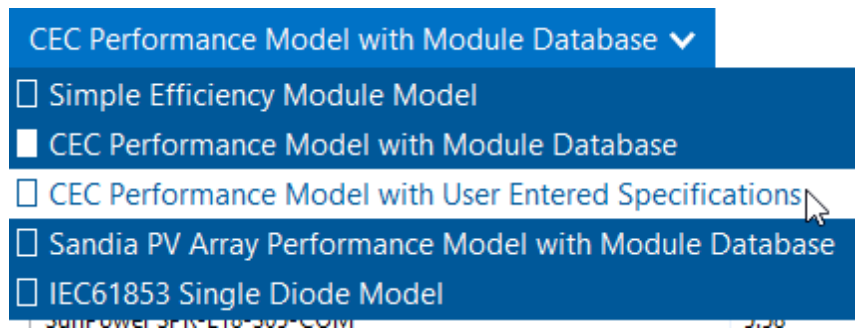 CEC Performance Model with Module Database
Simple Efficiency Module Model
CEC Performance Model with Module Database
CEC Performance Model with User Entered Specifications
Sandia PV Array Performance Model with Module Database
IEC61853 Single Diode Model